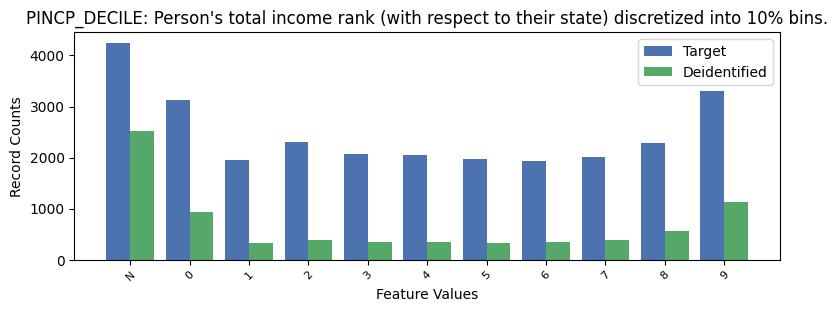 PINCP_DECILE: Person's total income rank (with respect to their state) discretized into 10% bins.
Target
Deidentified
Record Counts
4000
3000
2000
1000
0
N 0 1 2 3 4 5 6 7 8 9
Feature Values